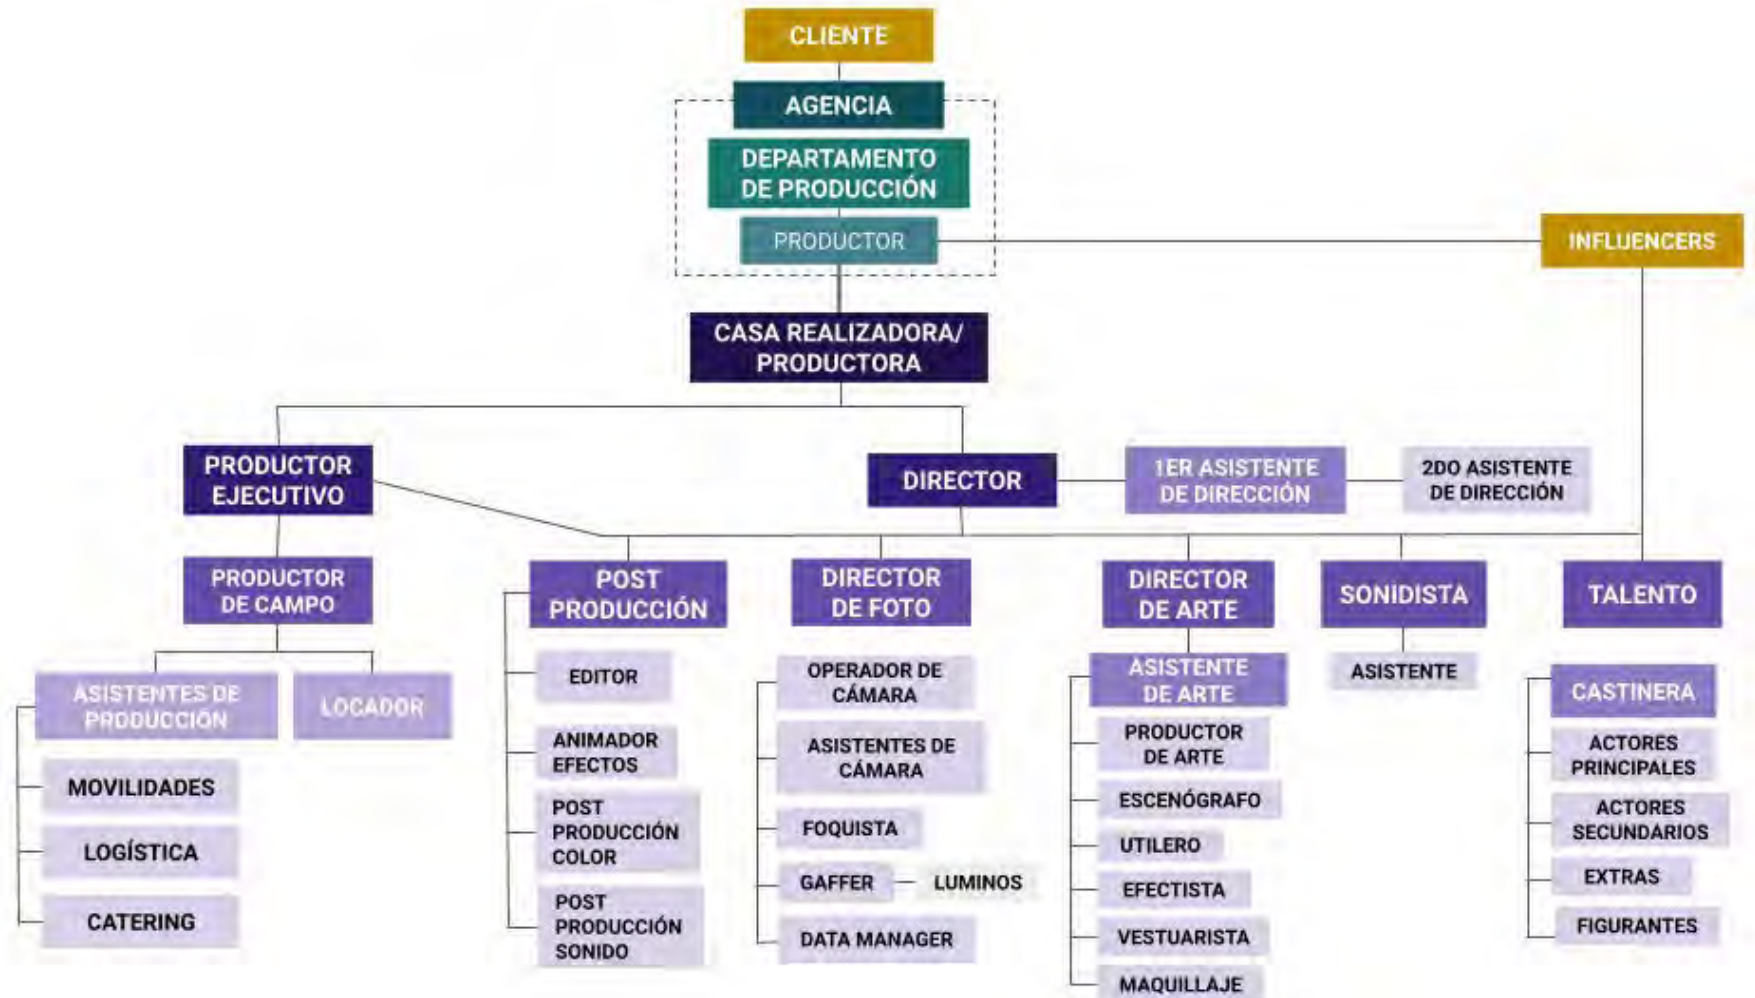 CLIENTE
AGENCIA
DEPARTAMENTO
DE PRODUCCIÓN
PRODUCTOR
INFLUENCERS
CASA REALIZADORA/
PRODUCTORA
PRODUCTOR
EJECUTIVO
DIRECTOR
1ER ASISTENTE
DE DIRECCIÓN
2DO ASISTENTE
DE DIRECCIÓN
PRODUCTOR
DE CAMPO
POST
PRODUCCIÓN
DIRECTOR
DE FOTO
DIRECTOR
DE ARTE
SONIDISTA
TALENTO
ASISTENTES DE
PRODUCCIÓN
LOCADOR
MOVILIDADES
LOGÍSTICA
CATERING
EDITOR
ANIMADOR
EFECTOS
POST
PRODUCCIÓN
COLOR
POST
PRODUCCIÓN
SONIDO
OPERADOR DE
CÁMARA
ASISTENTES DE
CÁMARA
FOQUISTA
GAFFER
LUMINOS
DATA MANAGER
ASISTENTE
DE ARTE
PRODUCTOR
DE ARTE
ESCENÓGRAFO
UTILERO
EFECTISTA
VESTUARISTA
MAQUILLAJE
ASISTENTE
CASTINERA
ACTORES
PRINCIPALES
ACTORES
SECUNDARIOS
EXTRAS
FIGURANTES